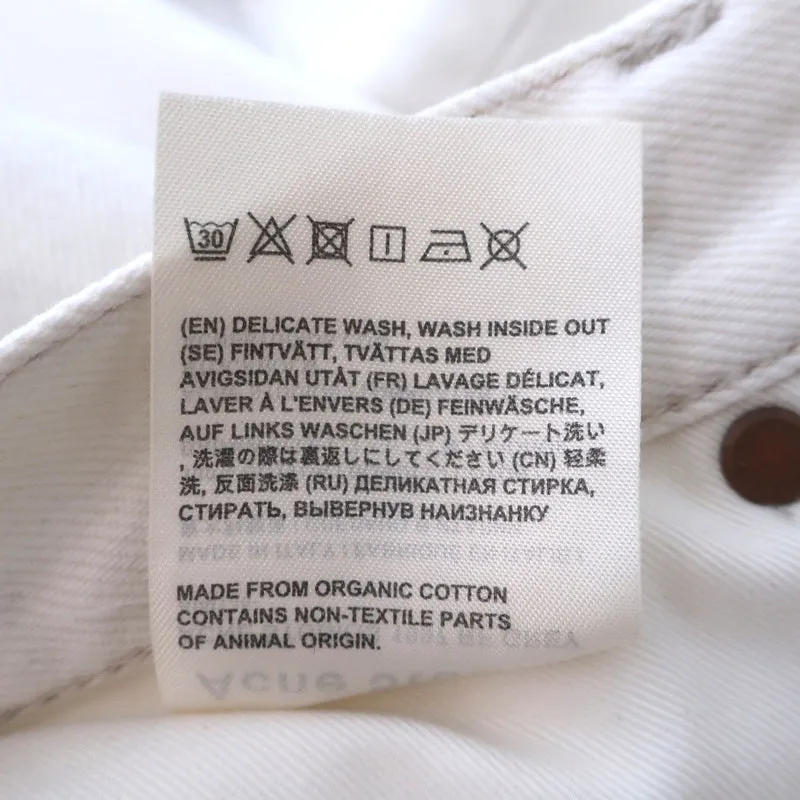 30
(EN) DELICATE WASH, WASH INSIDE OUT
(SE) FINTVÄTT, TVÄTTAS MED
AVIGSIDAN UTÅT (FR) LAVAGE DÉLICAT,
LAVER À L'ENVERS (DE) FEINWÄSCHE,
AUF LINKS WASCHEN (JP) デリケート洗い
, 洗濯の際は裏返しにしてください (CN) 轻柔
洗, 反面洗涤 (RU) ДЕЛИКАТНАЯ СТИРКА,
СТИРАТЬ, ВЫВЕРНУВ НАИЗНАНКУ
MADE FROM ORGANIC COTTON
CONTAINS NON-TEXTILE PARTS
OF ANIMAL ORIGIN.